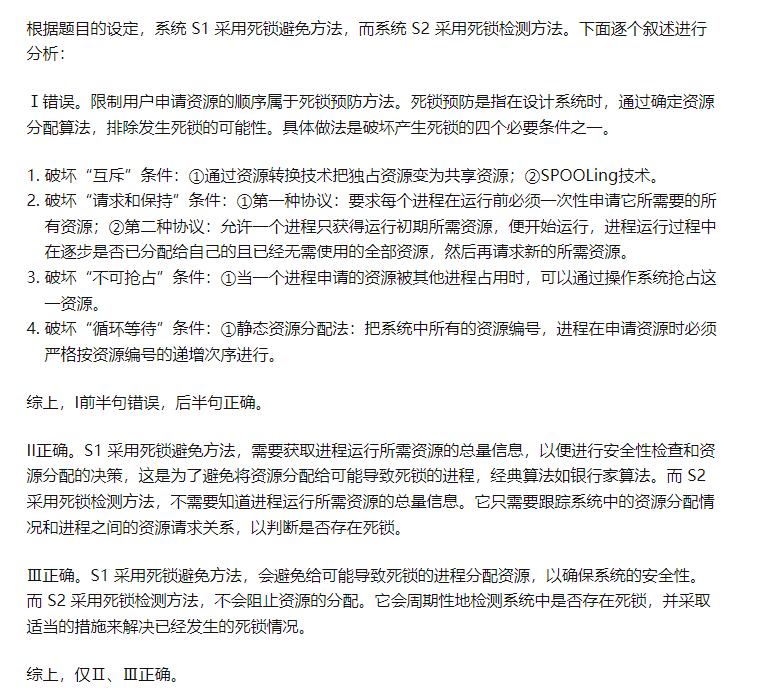 根据题目的设定，系统 S1 采用死锁避免方法，而系统 S2 采用死锁检测方法。下面逐个叙述进行
分析：
Ⅰ错误。限制用户申请资源的顺序属于死锁预防方法。死锁预防是指在设计系统时，通过确定资源
分配算法，排除发生死锁的可能性。具体做法是破坏产生死锁的四个必要条件之一。
1. 破坏“互斥”条件：①通过资源转换技术把独占资源变为共享资源；②SPOOLing技术。
2. 破坏“请求和保持”条件：①第一种协议：要求每个进程在运行前必须一次性申请它所需要的所
有资源；②第二种协议：允许一个进程只获得运行初期所需资源，便开始运行，进程运行过程中
在逐步是否已分配给自己的且已经无需使用的全部资源，然后再请求新的所需资源。
3. 破坏“不可抢占”条件：①当一个进程申请的资源被其他进程占用时，可以通过操作系统抢占这
一资源。
4. 破坏“循环等待”条件：①静态资源分配法：把系统中所有的资源编号，进程在申请资源时必须
严格按资源编号的递增次序进行。
综上，I前半句错误，后半句正确。
II正确。S1 采用死锁避免方法，需要获取进程运行所需资源的总量信息，以便进行安全性检查和资
源分配的决策，这是为了避免将资源分配给可能导致死锁的进程，经典算法如银行家算法。而 S2
采用死锁检测方法，不需要知道进程运行所需资源的总量信息。它只需要跟踪系统中的资源分配情
况和进程之间的资源请求关系，以判断是否存在死锁。
Ⅲ正确。S1 采用死锁避免方法，会避免给可能导致死锁的进程分配资源，以确保系统的安全性。
而 S2 采用死锁检测方法，不会阻止资源的分配。它会周期性地检测系统中是否存在死锁，并采取
适当的措施来解决已经发生的死锁情况。
综上，仅Ⅱ、Ⅲ正确。